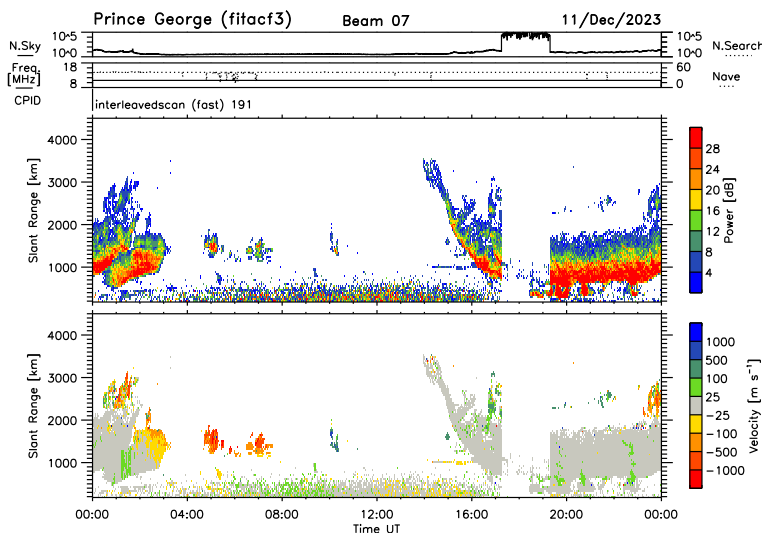 Prince George (fitacf3) Beam 07 11/Dec/2023
N.Sky 10^5 10^0 10^5 10^0 N.Search
Freq. [MHz] 18 8 60 0 Nave
CPID interleavedscan (fast) 191
Slant Range [km] 4000 3000 2000 1000
Power [dB] 28 24 20 16 12 8 4
Slant Range [km] 4000 3000 2000 1000
Velocity [m s⁻¹] 1000 500 100 25 −25 −100 −500 −1000
00:00 04:00 08:00 12:00 16:00 20:00 00:00
Time UT